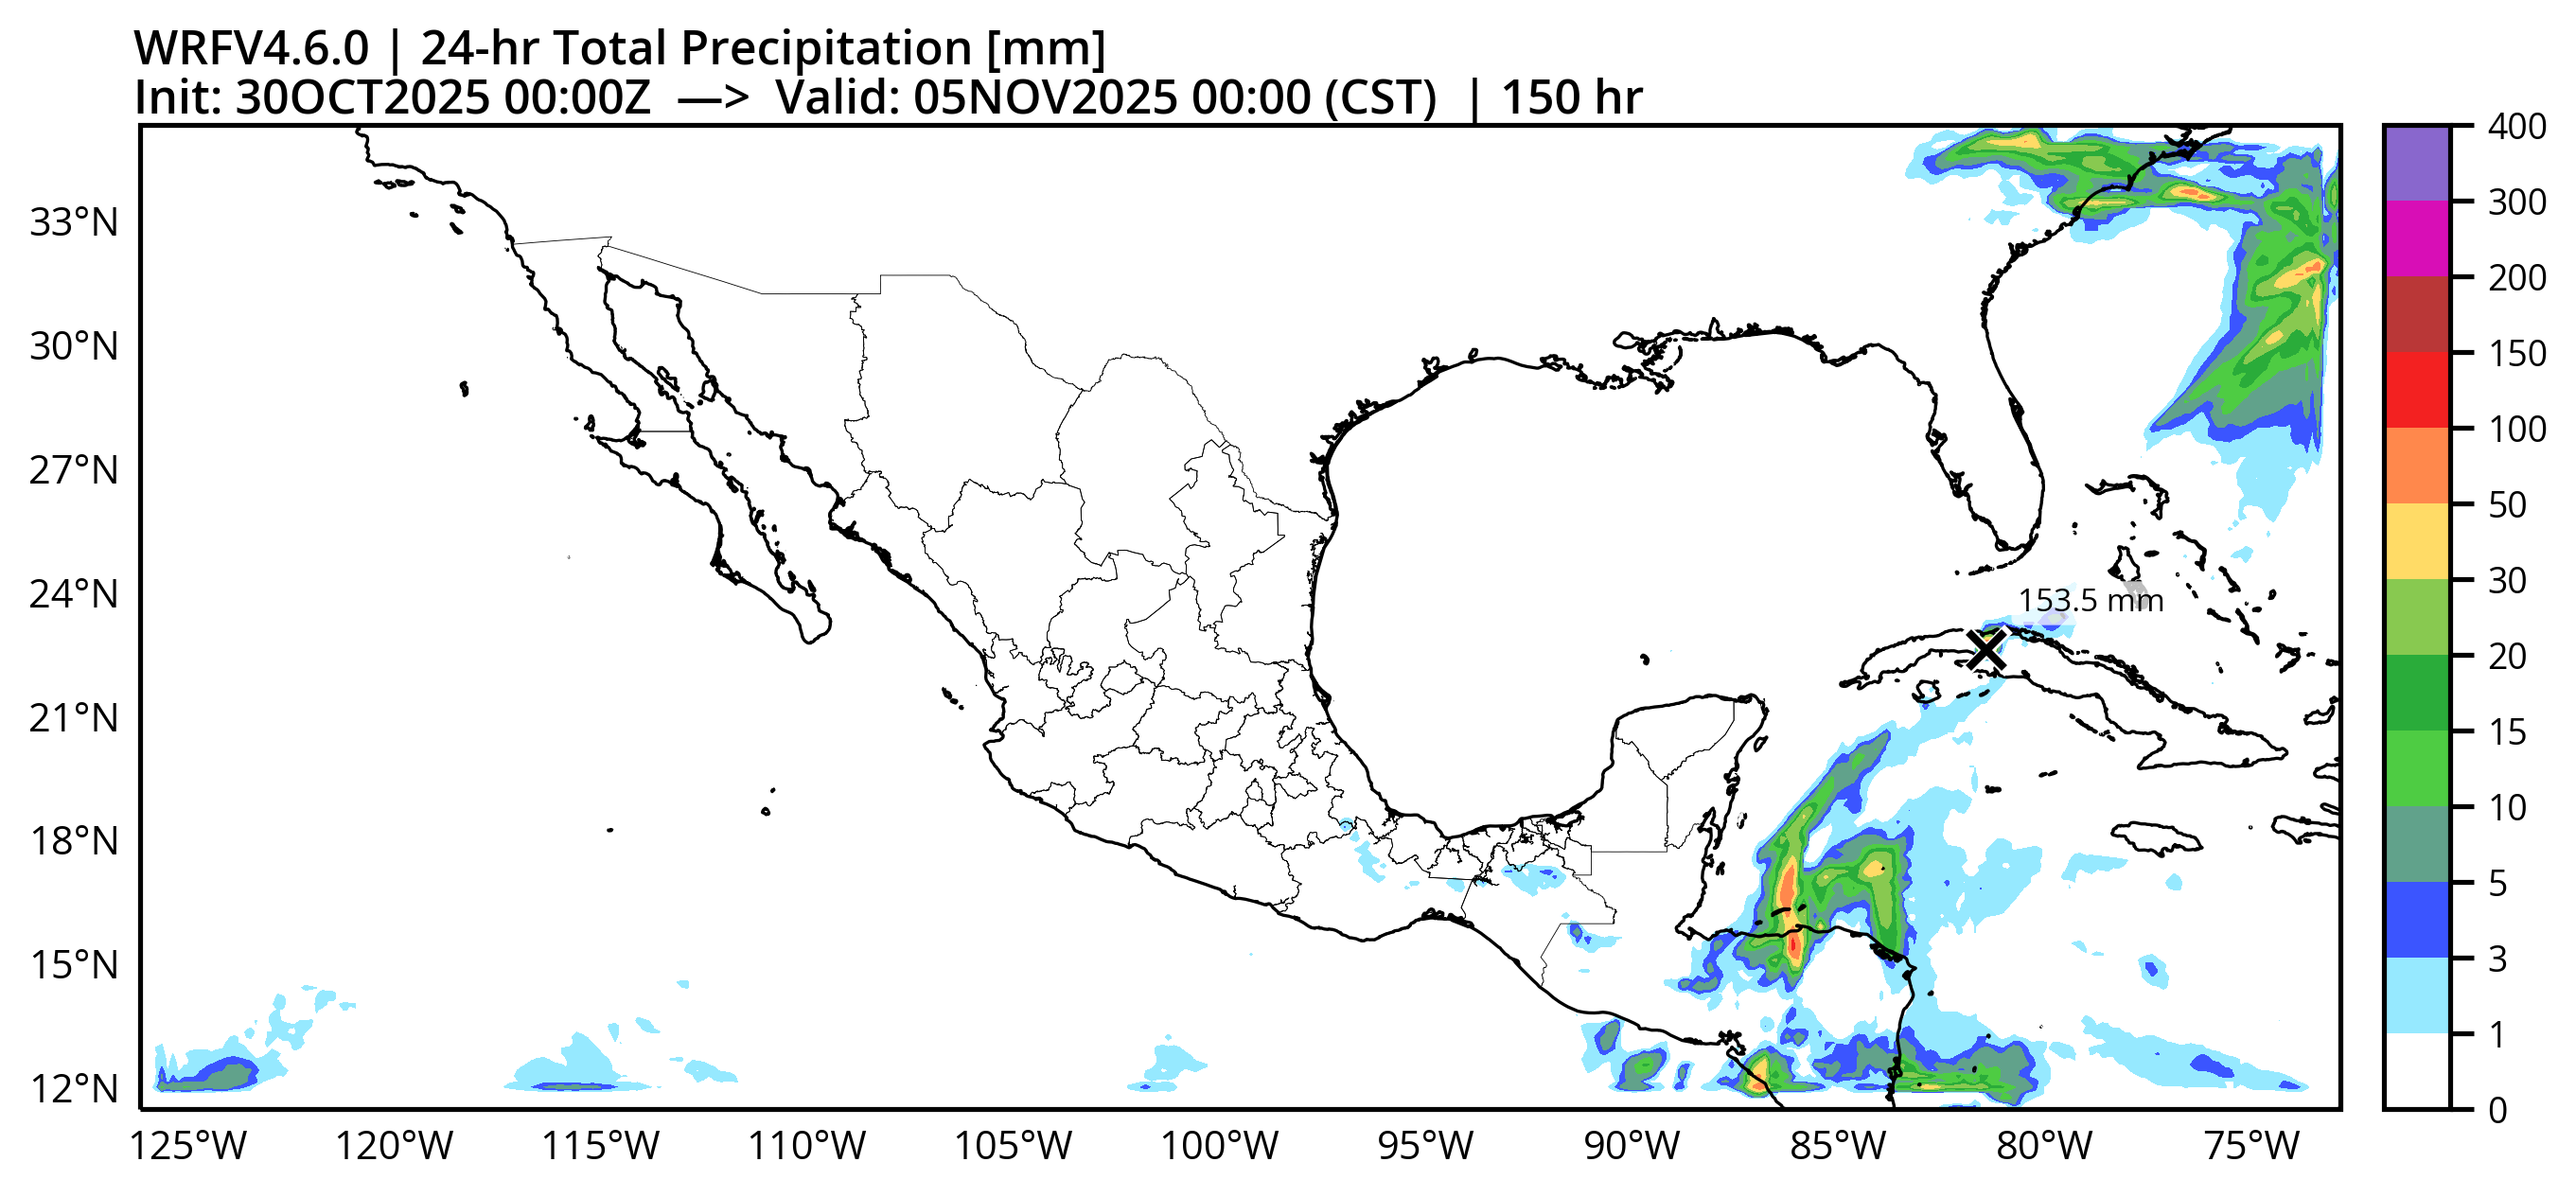 WRFV4.6.0 | 24-hr Total Precipitation [mm]
Init: 30OCT2025 00:00Z —> Valid: 05NOV2025 00:00 (CST) | 150 hr
33°N
30°N
27°N
24°N
21°N
18°N
15°N
12°N
153.5 mm
125°W 120°W 115°W 110°W 105°W 100°W 95°W 90°W 85°W 80°W 75°W
400
300
200
150
100
50
30
20
15
10
5
3
1
0